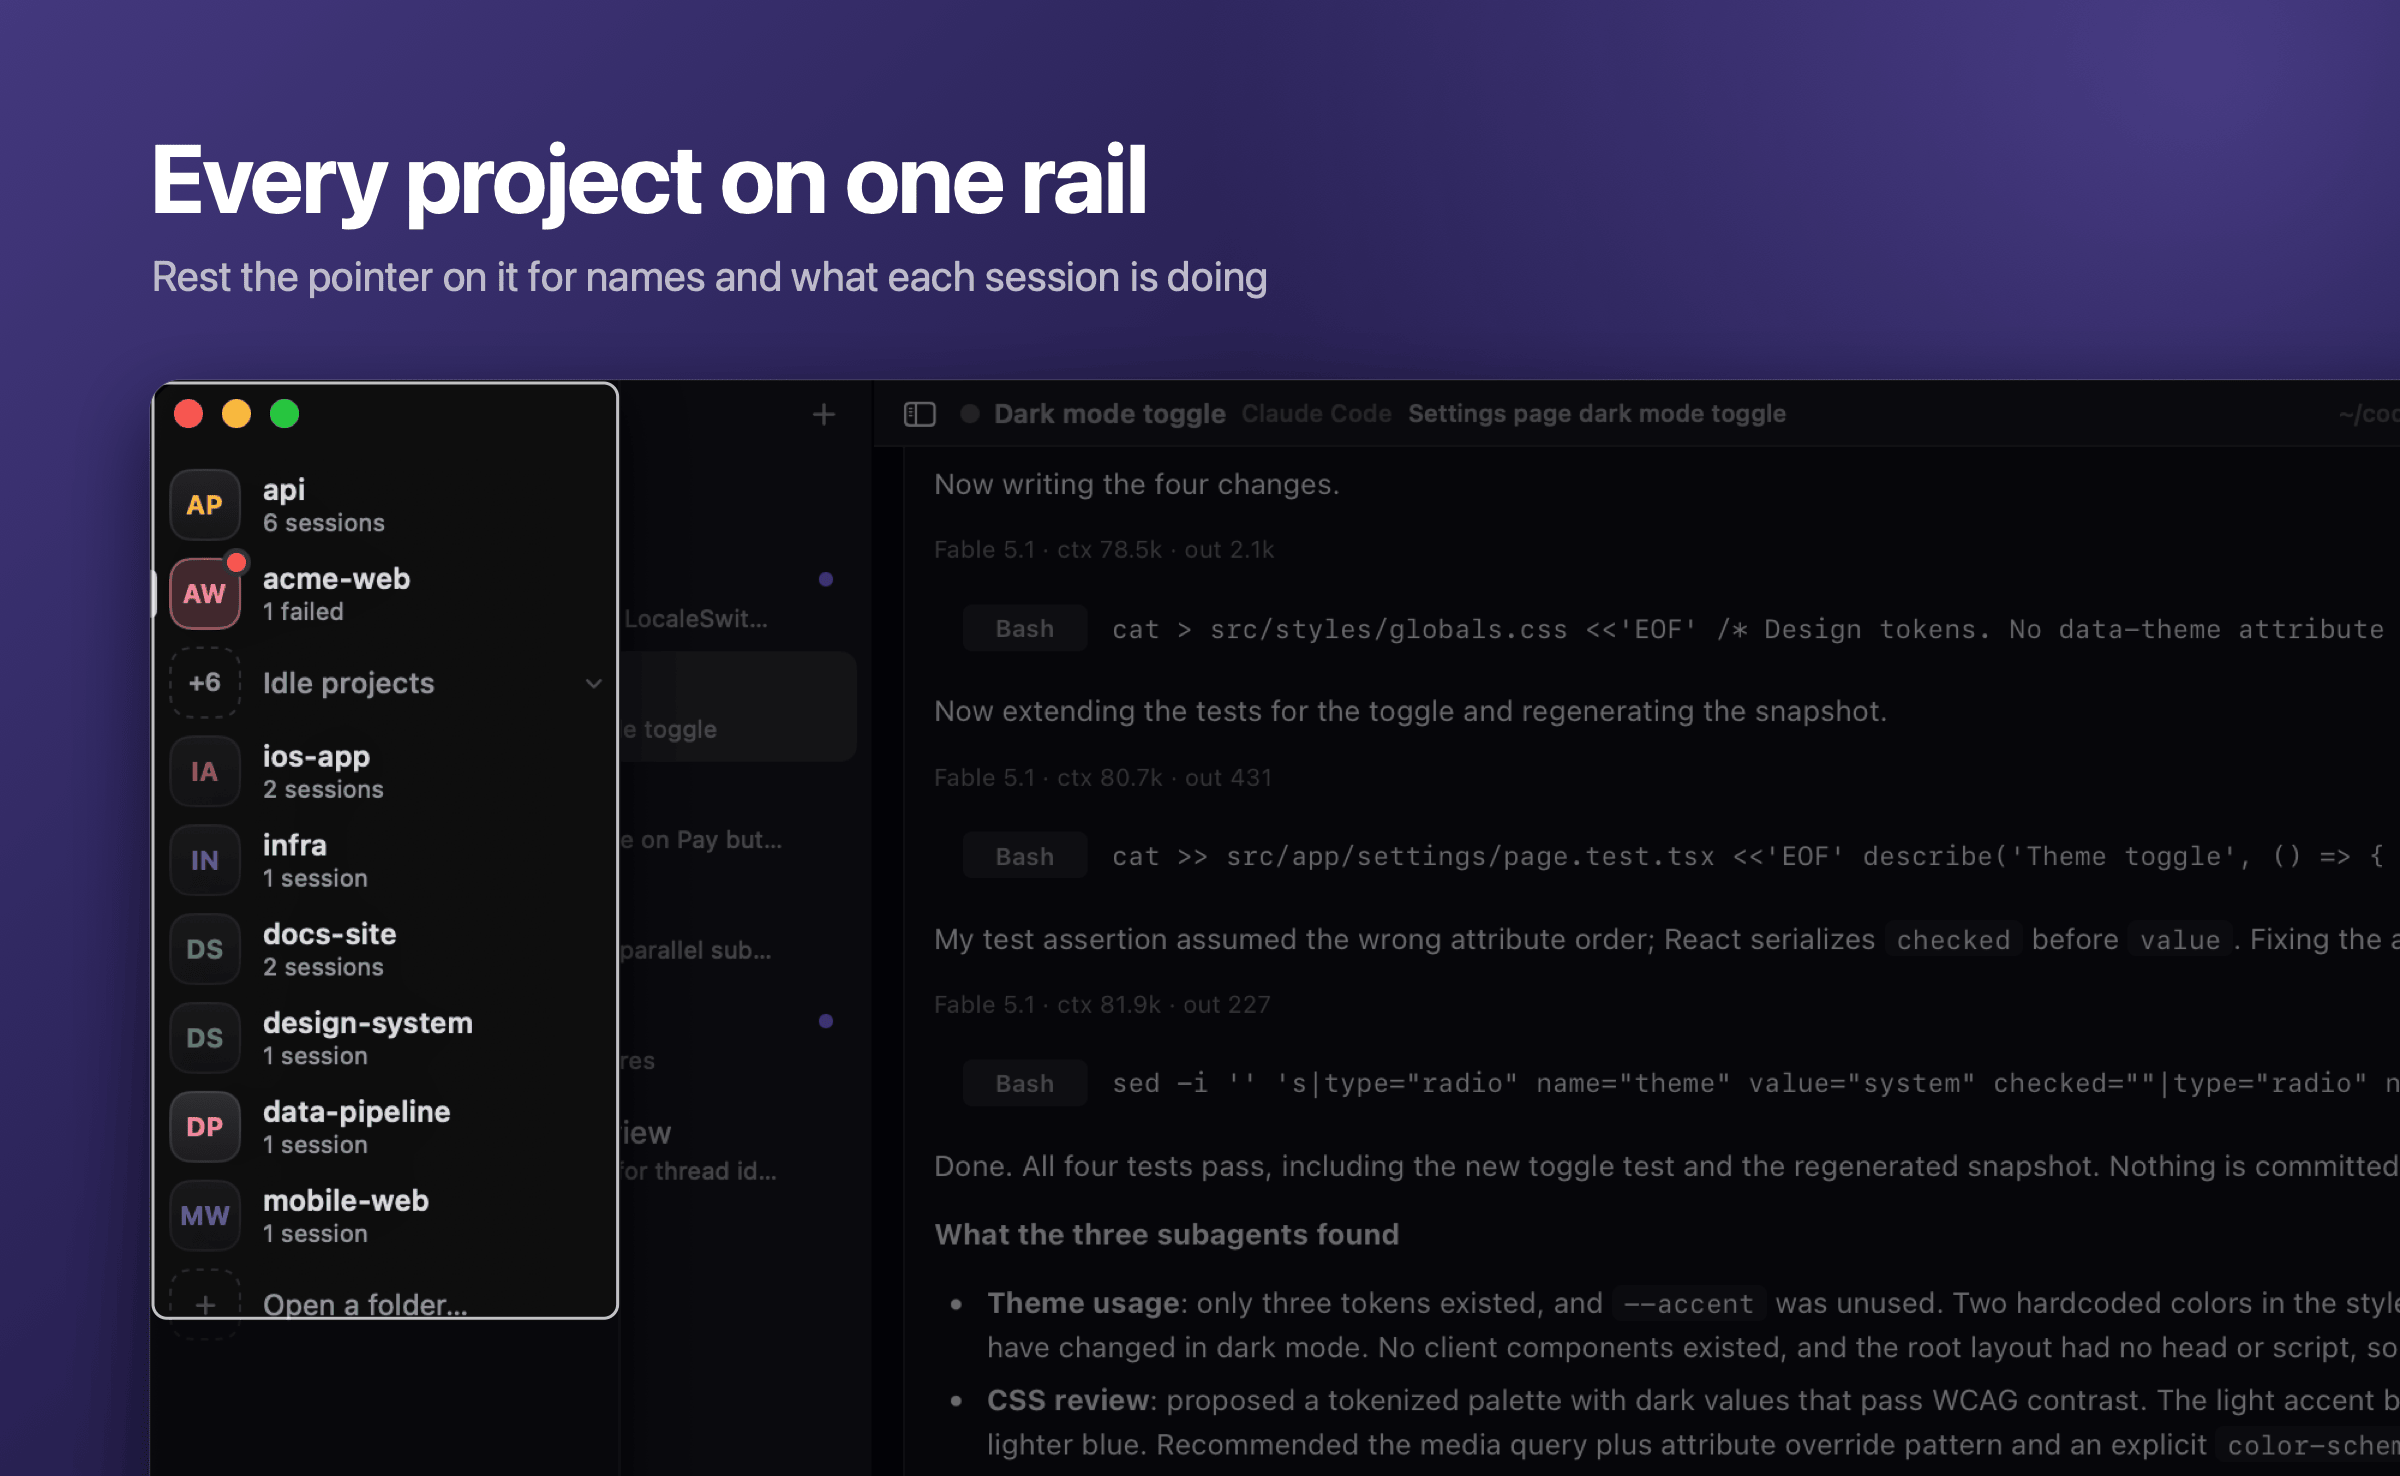 Every project on one rail
Rest the pointer on it for names and what each session is doing
AP
api
6 sessions
AW
acme-web
1 failed
+6
Idle projects
IA
ios-app
2 sessions
IN
infra
1 session
DS
docs-site
2 sessions
DS
design-system
1 session
DP
data-pipeline
1 session
MW
mobile-web
1 session
+
Open a folder...
+
LocaleSwit...
e toggle
e on Pay but...
parallel sub...
res
iew
for thread id...
Dark mode toggle Claude Code Settings page dark mode toggle ~/cod
Now writing the four changes.
Fable 5.1 · ctx 78.5k · out 2.1k
Bash cat > src/styles/globals.css <<'EOF' /* Design tokens. No data-theme attribute
Now extending the tests for the toggle and regenerating the snapshot.
Fable 5.1 · ctx 80.7k · out 431
Bash cat >> src/app/settings/page.test.tsx <<'EOF' describe('Theme toggle', () => {
My test assertion assumed the wrong attribute order; React serializes checked before value. Fixing the a
Fable 5.1 · ctx 81.9k · out 227
Bash sed -i '' 's|type="radio" name="theme" value="system" checked=""|type="radio" n
Done. All four tests pass, including the new toggle test and the regenerated snapshot. Nothing is committed
What the three subagents found
• Theme usage: only three tokens existed, and --accent was unused. Two hardcoded colors in the style
have changed in dark mode. No client components existed, and the root layout had no head or script, so
• CSS review: proposed a tokenized palette with dark values that pass WCAG contrast. The light accent b
lighter blue. Recommended the media query plus attribute override pattern and an explicit color-schem